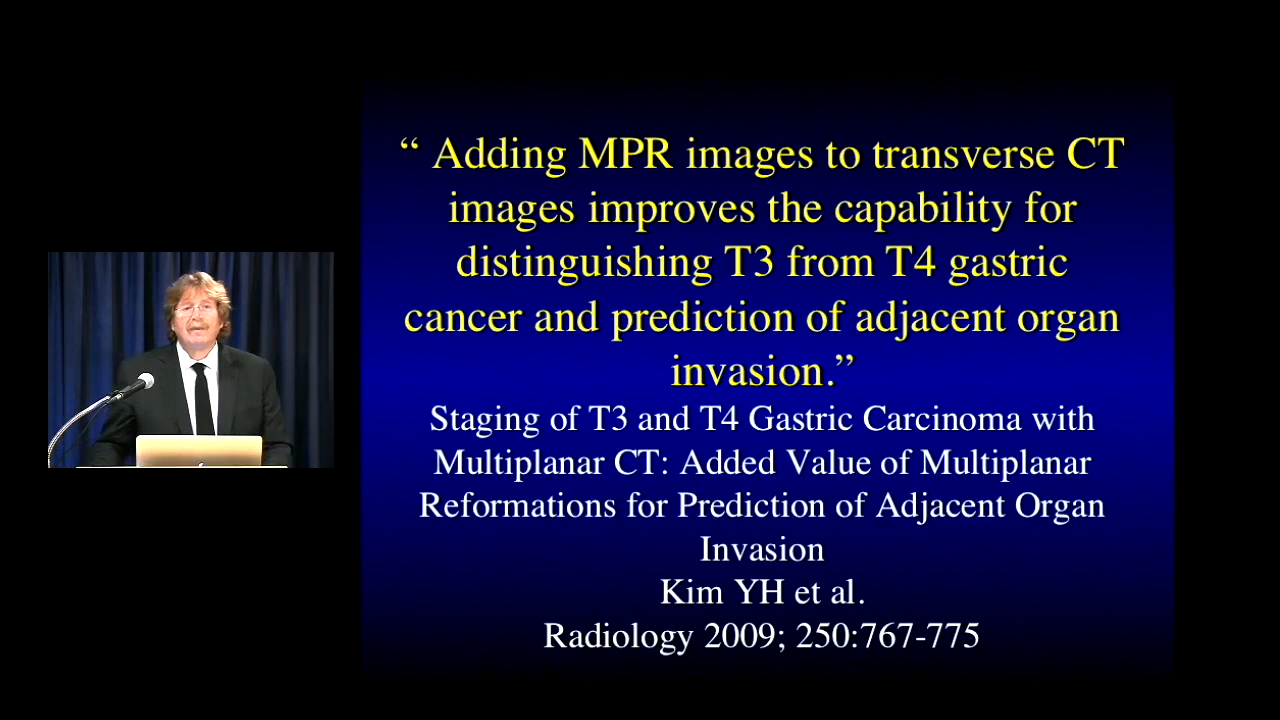 “ Adding MPR images to transverse CT
images improves the capability for
distinguishing T3 from T4 gastric
cancer and prediction of adjacent organ
invasion.”
Staging of T3 and T4 Gastric Carcinoma with
Multiplanar CT: Added Value of Multiplanar
Reformations for Prediction of Adjacent Organ
Invasion
Kim YH et al.
Radiology 2009; 250:767-775